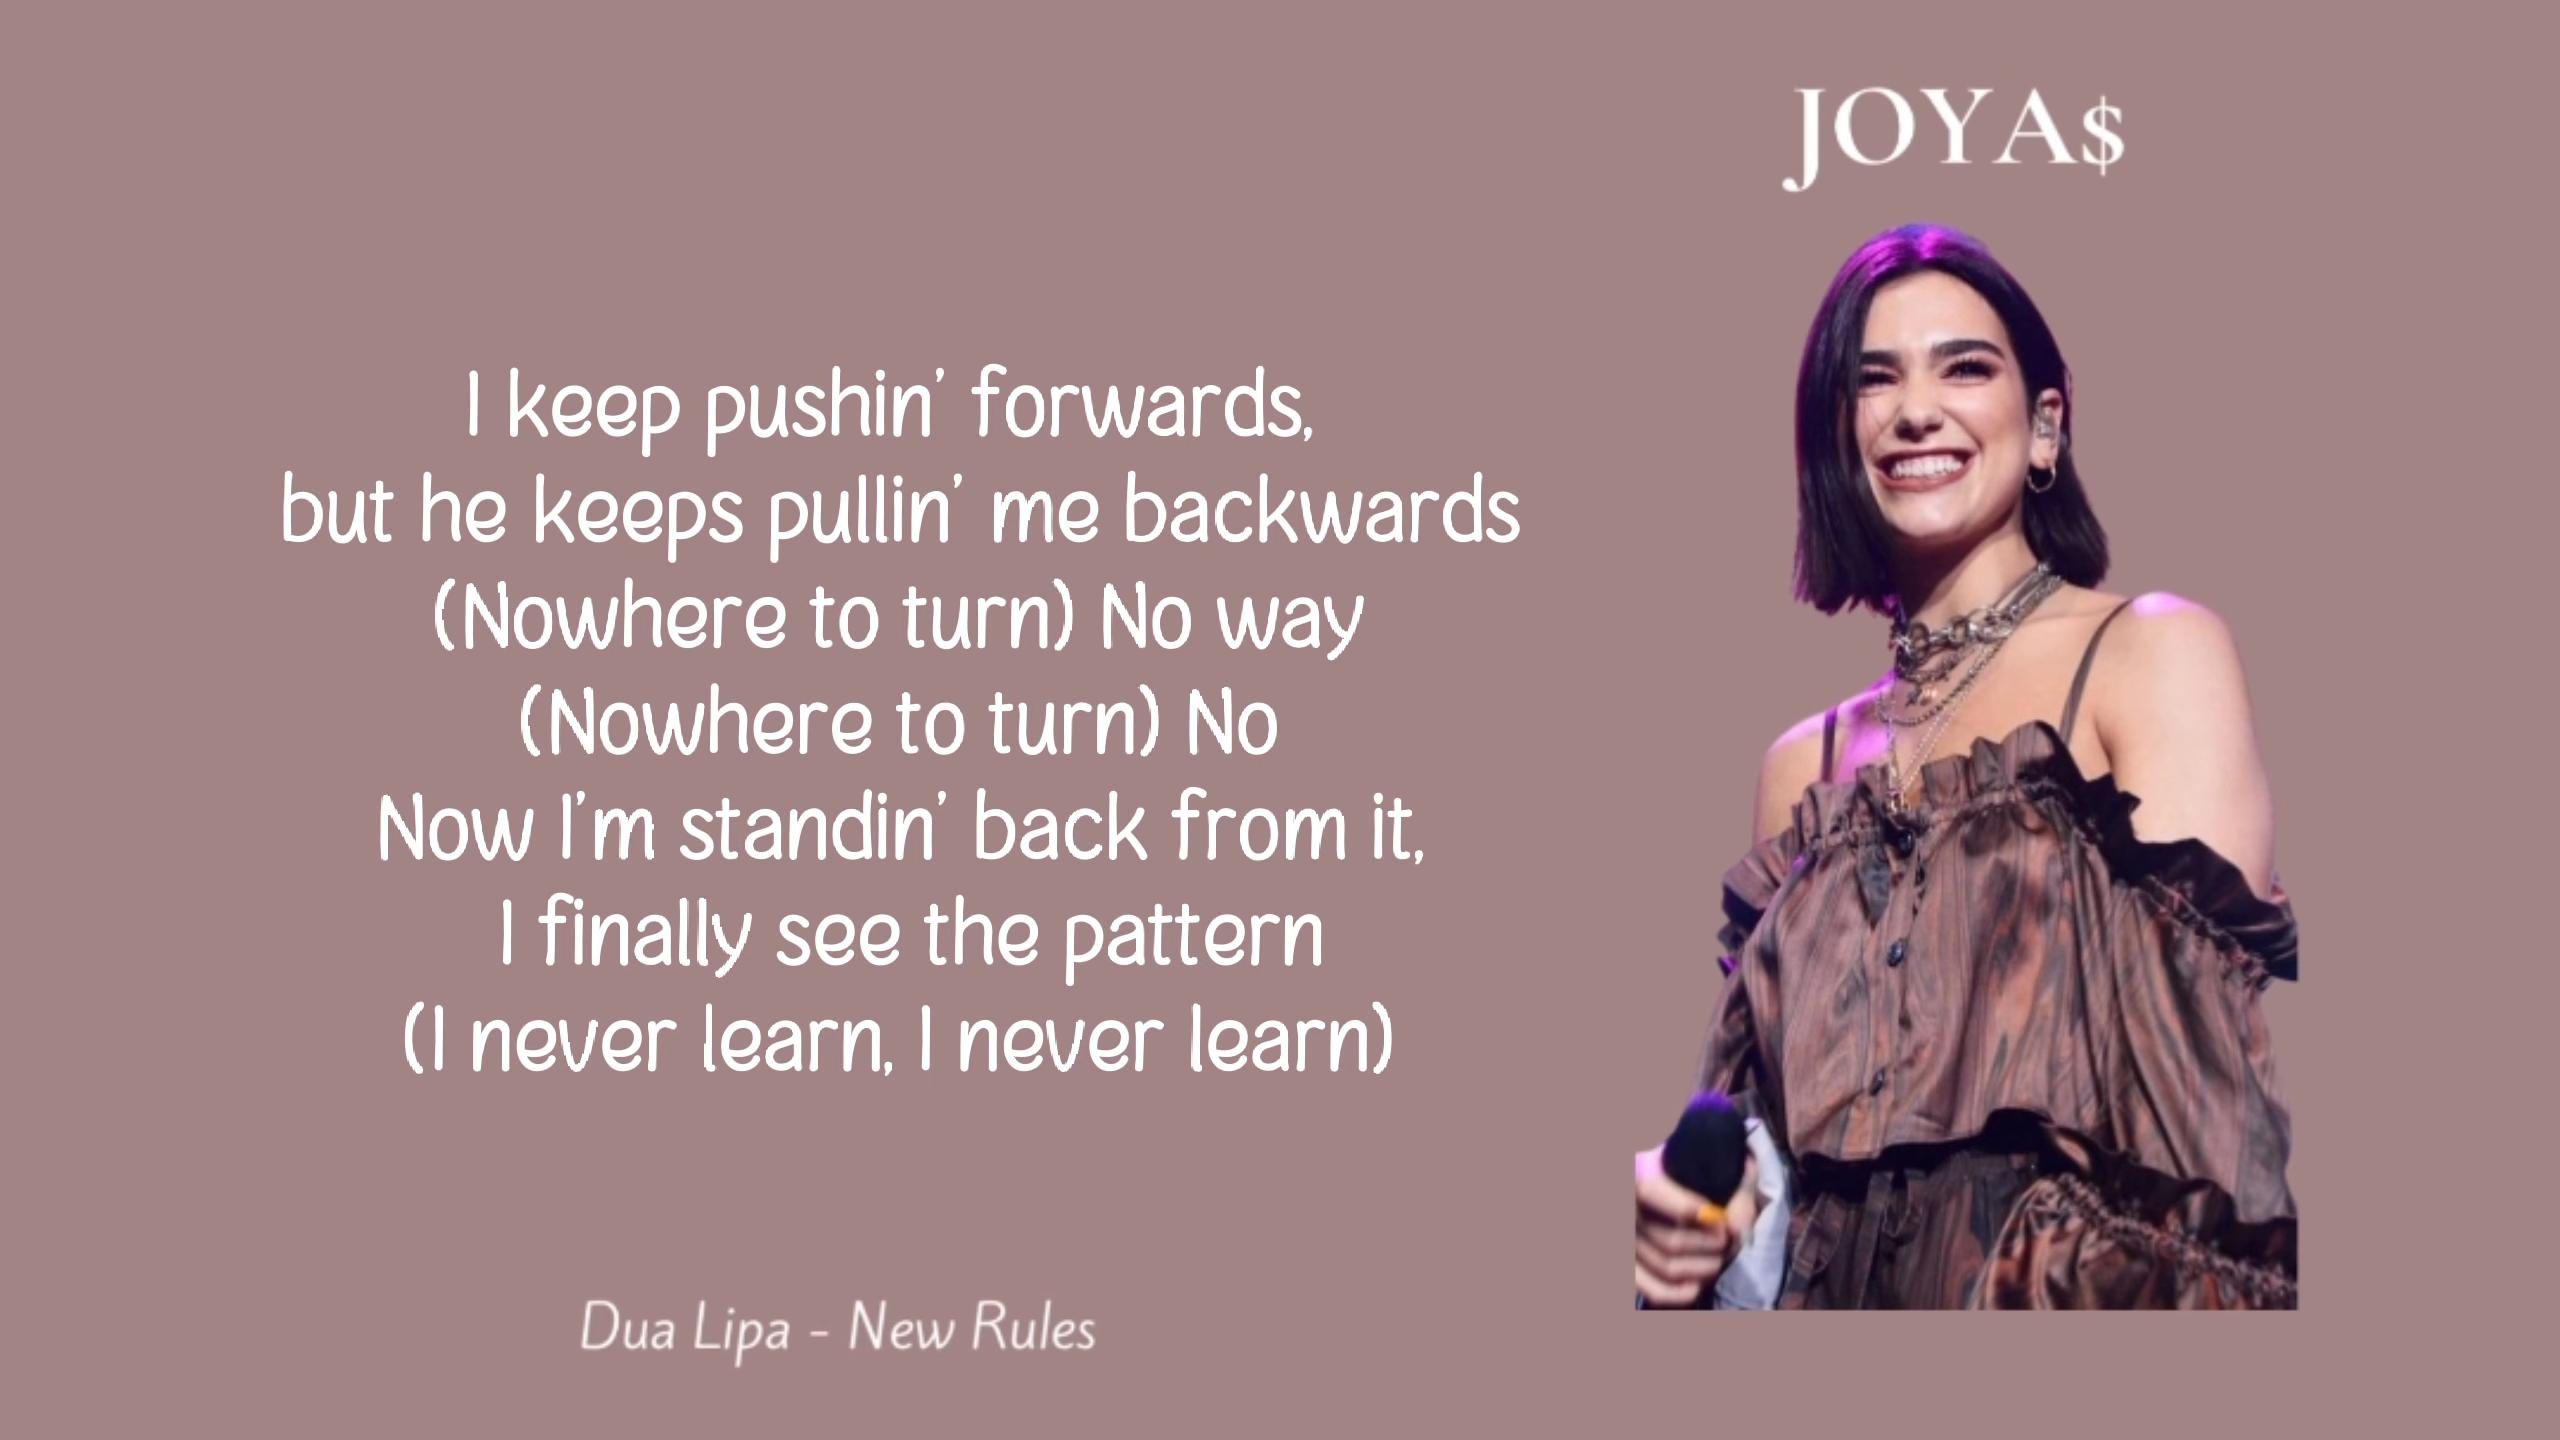 JOYA$
I keep pushin' forwards,
but he keeps pullin' me backwards
(Nowhere to turn) No way
(Nowhere to turn) No
Now I'm standin' back from it,
I finally see the pattern
(I never learn, I never learn)
Dua Lipa - New Rules